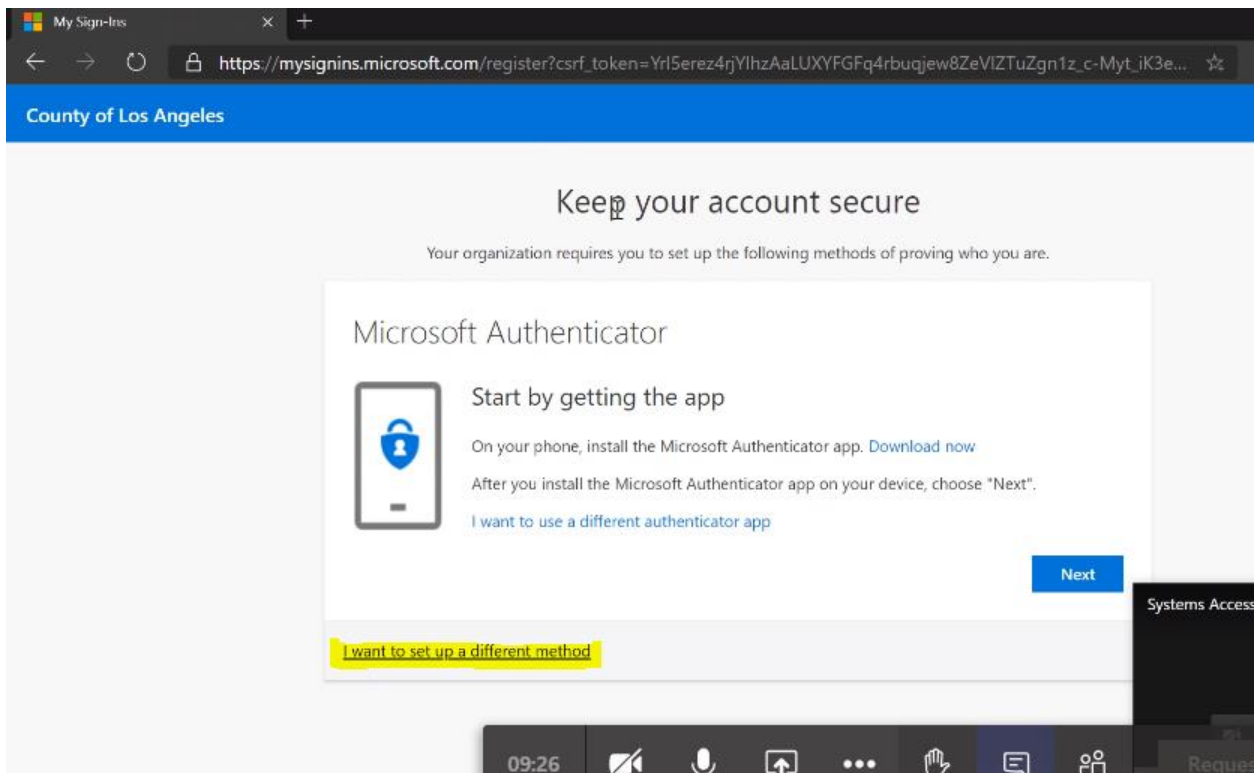 My Sign-Ins
https://mysignins.microsoft.com/register?csrf_token=YrI5erez4rjYIhzAaLUXYFGFq4rbuqjew8ZeVIZTuZgn1z_c-Myt_iK3e...
County of Los Angeles
Keep your account secure
Your organization requires you to set up the following methods of proving who you are.
Microsoft Authenticator
Start by getting the app
On your phone, install the Microsoft Authenticator app. Download now
After you install the Microsoft Authenticator app on your device, choose "Next".
I want to use a different authenticator app
Next
Systems Access
I want to set up a different method
09:26
Reques